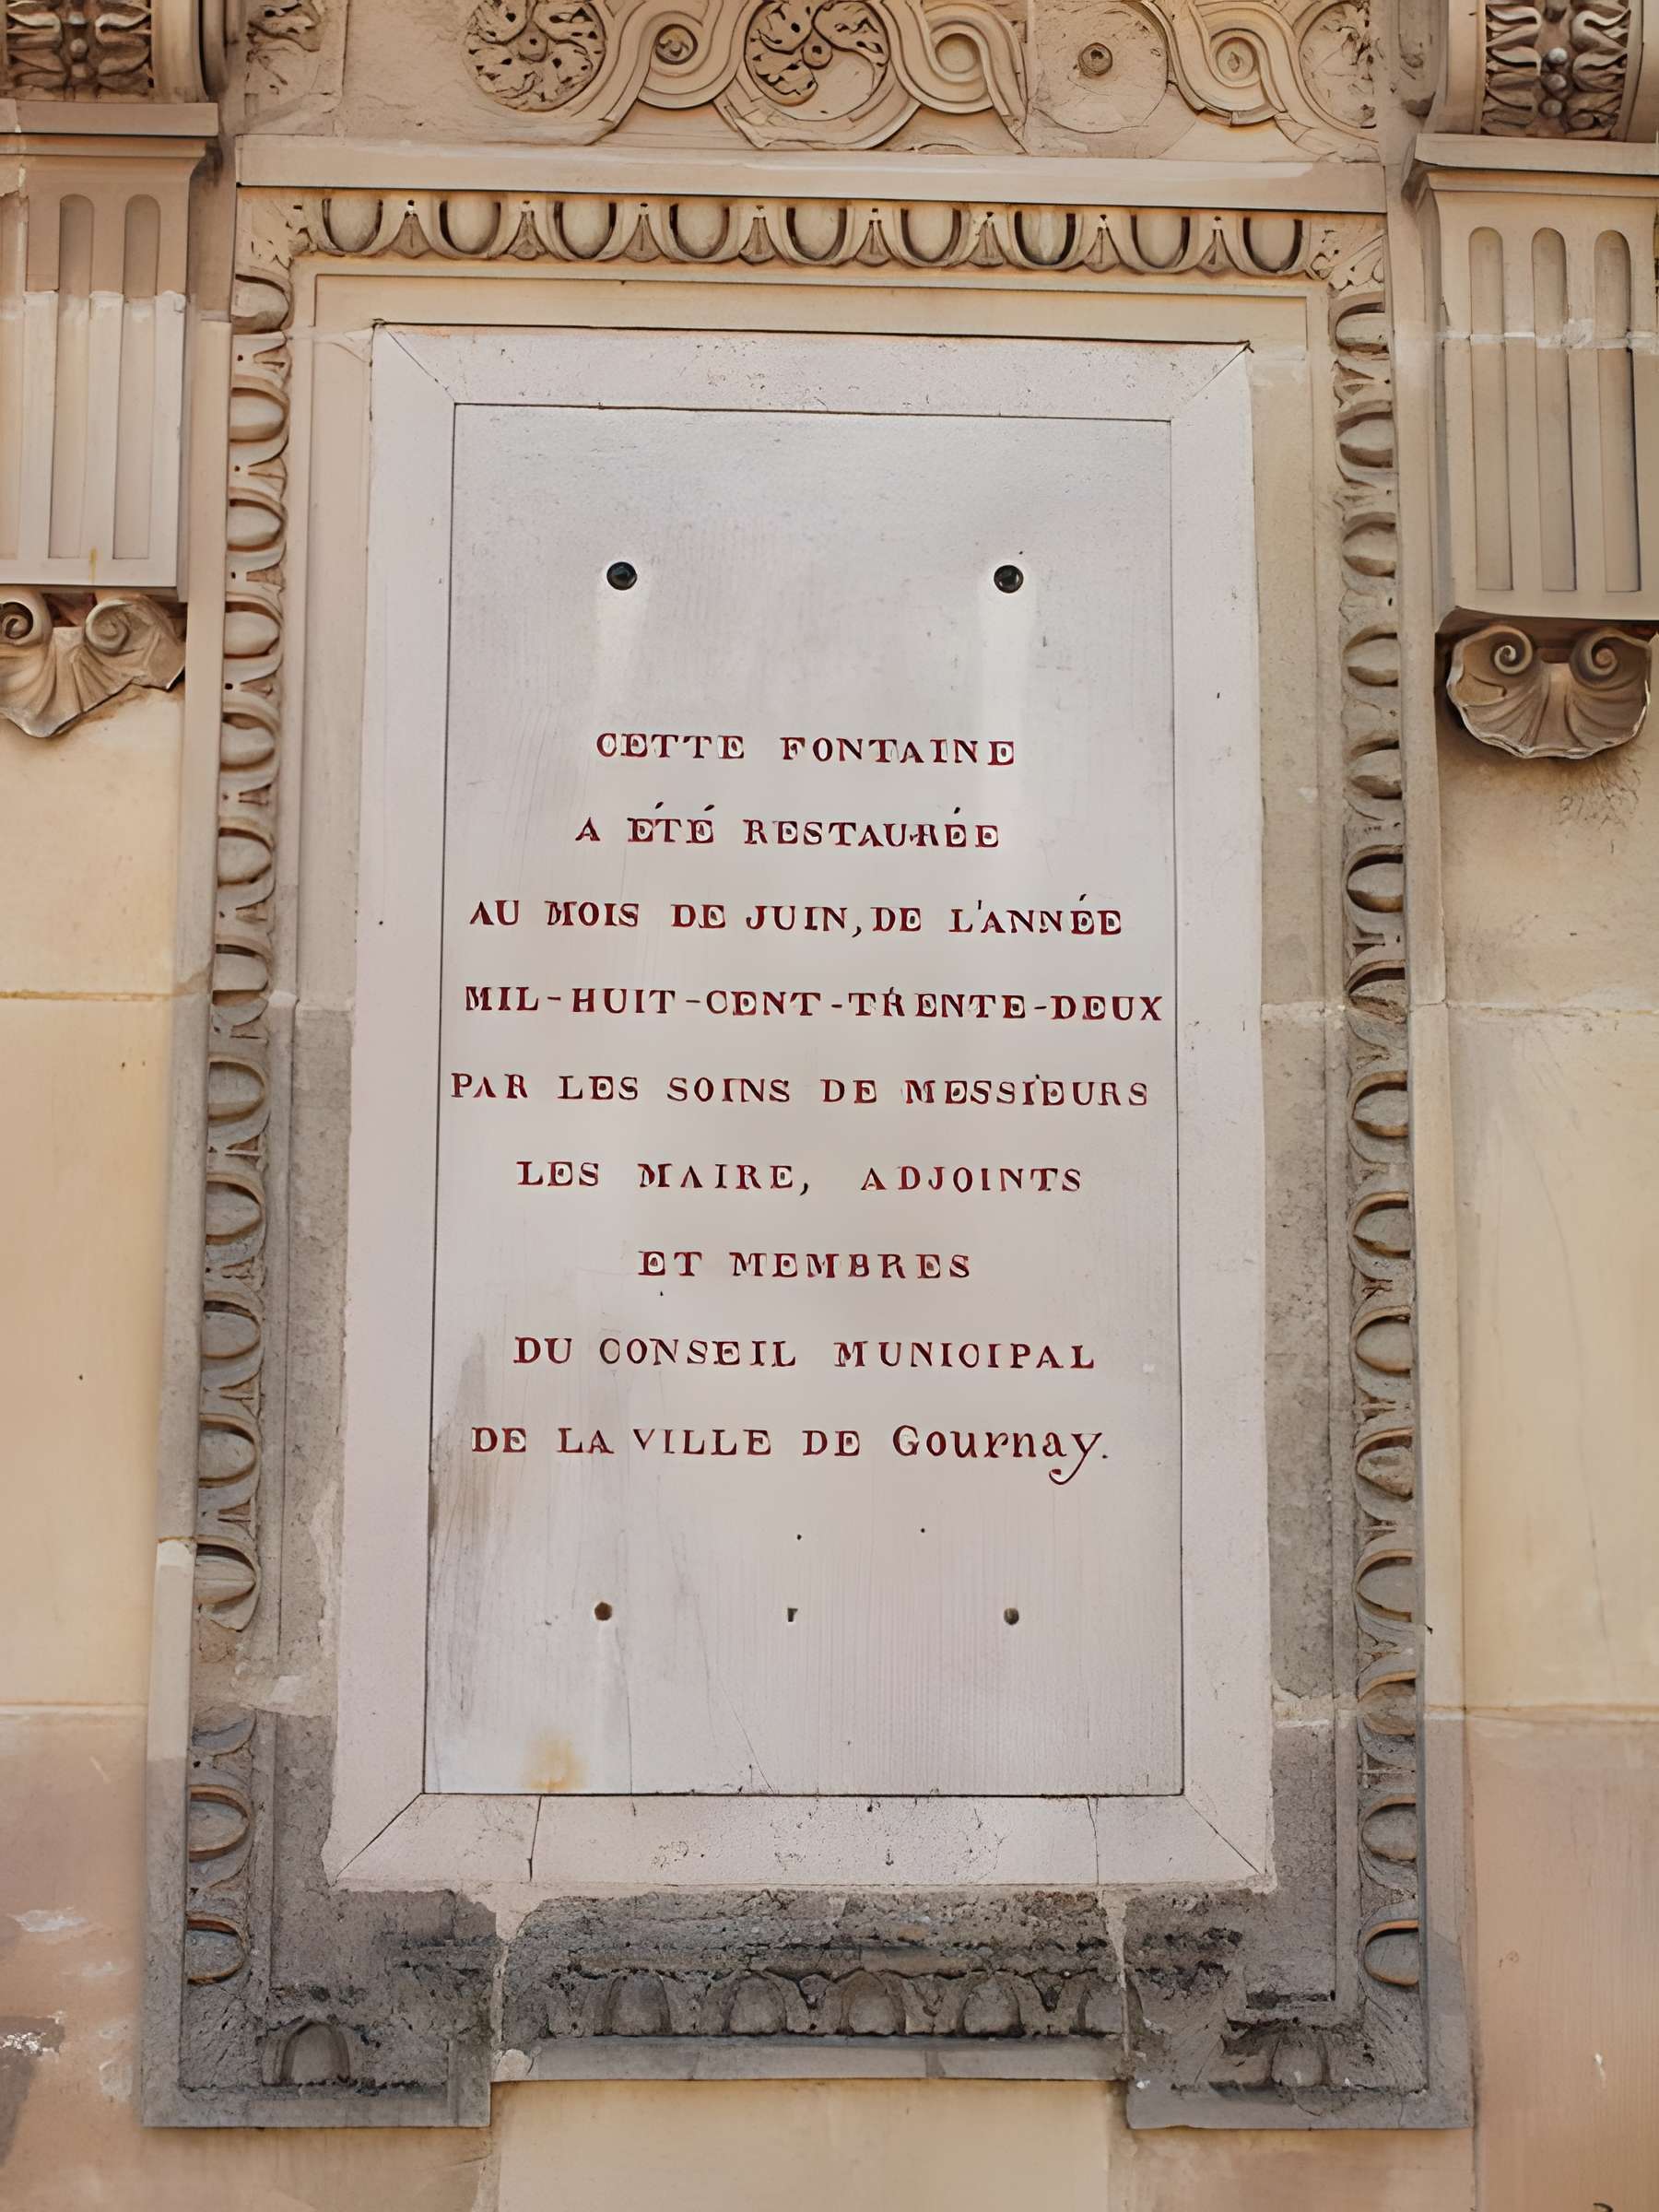 CETTE FONTAINE
A ÉTÉ RESTAURÉE
AU MOIS DE JUIN, DE L'ANNÉE
MIL-HUIT-CENT-TRENTE-DEUX
PAR LES SOINS DE MESSIEURS
LES MAIRE, ADJOINTS
ET MEMBRES
DU CONSEIL MUNICIPAL
DE LA VILLE DE Gournay.